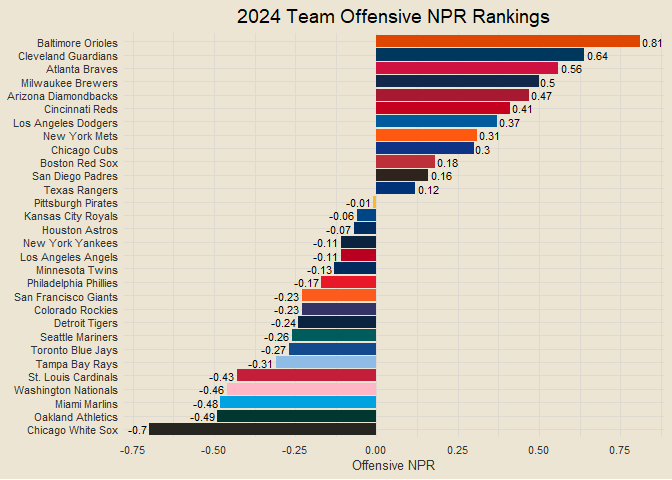 2024 Team Offensive NPR Rankings
Baltimore Orioles 0.81
Cleveland Guardians 0.64
Atlanta Braves 0.56
Milwaukee Brewers 0.5
Arizona Diamondbacks 0.47
Cincinnati Reds 0.41
Los Angeles Dodgers 0.37
New York Mets 0.31
Chicago Cubs 0.3
Boston Red Sox 0.18
San Diego Padres 0.16
Texas Rangers 0.12
Pittsburgh Pirates -0.01
Kansas City Royals -0.06
Houston Astros -0.07
New York Yankees -0.11
Los Angeles Angels -0.11
Minnesota Twins -0.13
Philadelphia Phillies -0.17
San Francisco Giants -0.23
Colorado Rockies -0.23
Detroit Tigers -0.24
Seattle Mariners -0.26
Toronto Blue Jays -0.27
Tampa Bay Rays -0.31
St. Louis Cardinals -0.43
Washington Nationals -0.46
Miami Marlins -0.48
Oakland Athletics -0.49
Chicago White Sox -0.7
-0.75 -0.50 -0.25 0.00 0.25 0.50 0.75
Offensive NPR